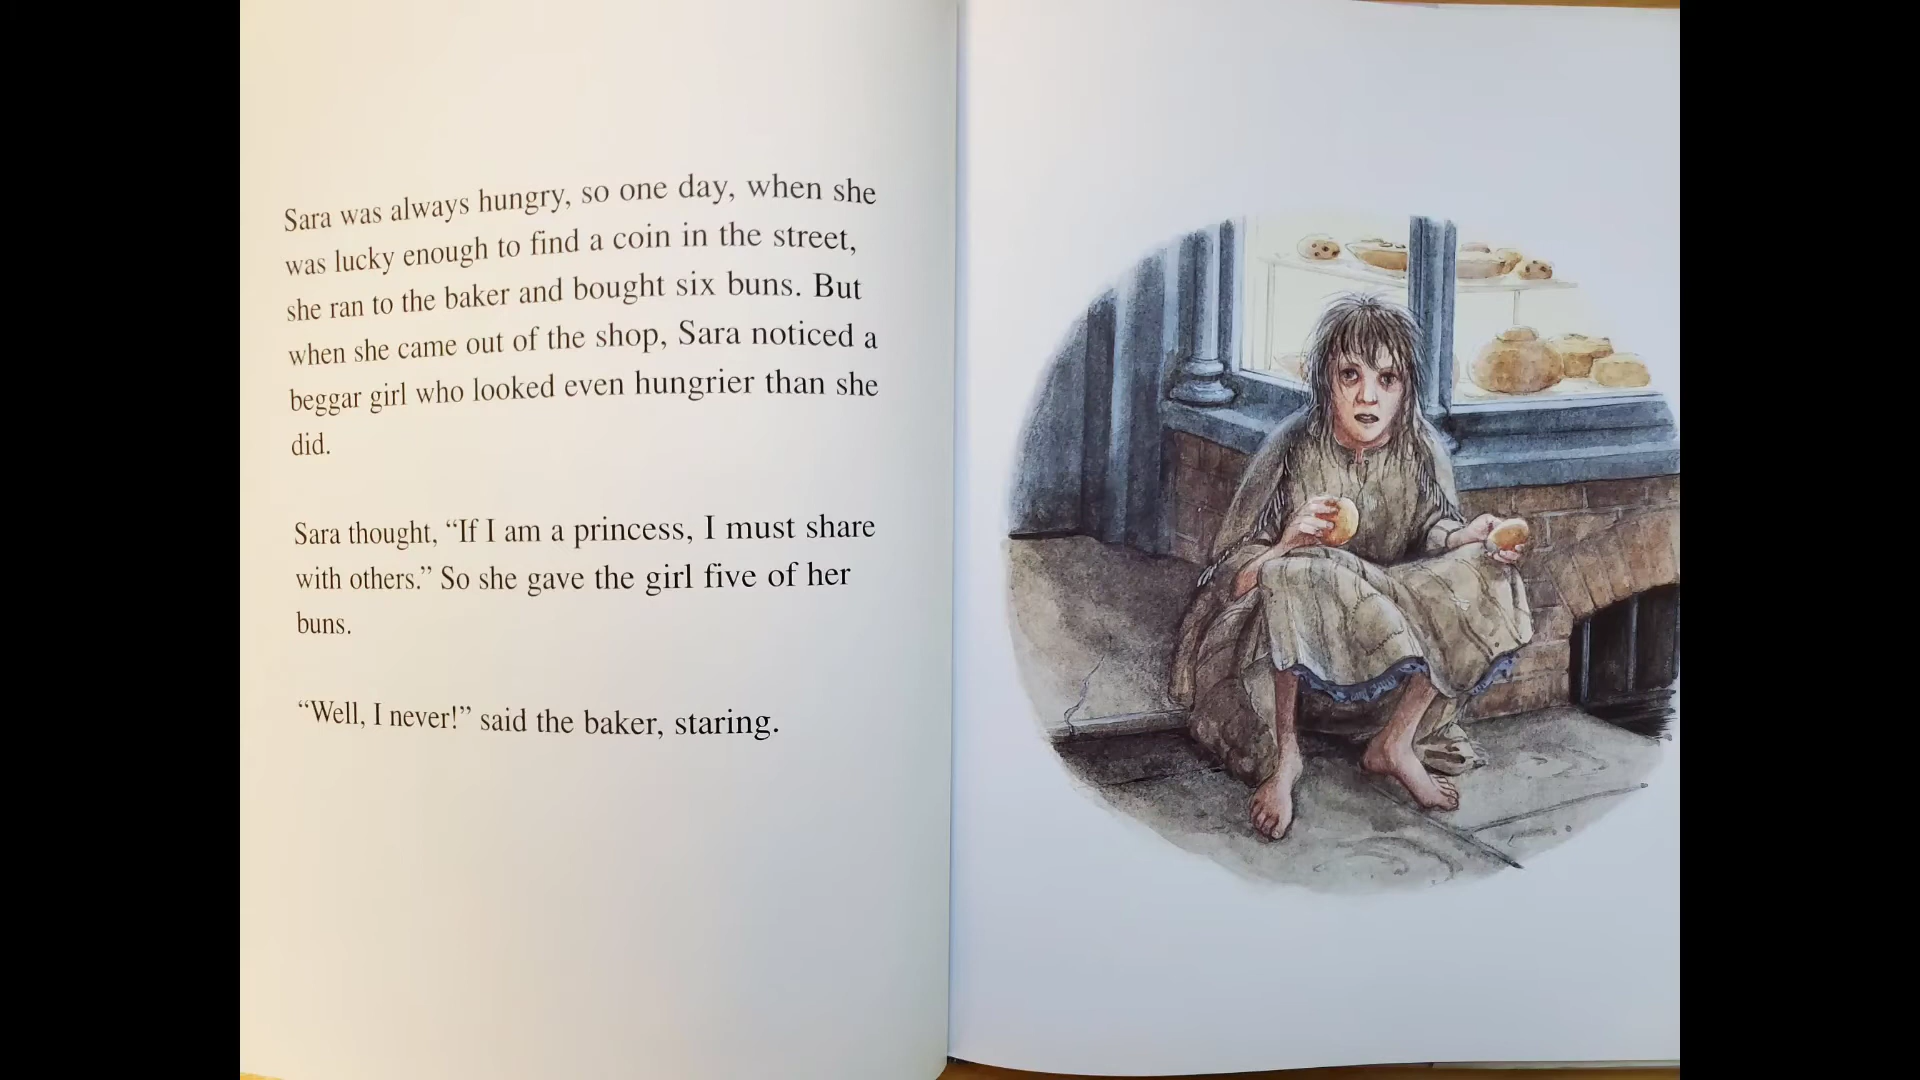 Sara was always hungry, so one day, when she
was lucky enough to find a coin in the street,
she ran to the baker and bought six buns. But
when she came out of the shop, Sara noticed a
beggar girl who looked even hungrier than she
did.
Sara thought, “If I am a princess, I must share
with others.” So she gave the girl five of her
buns.
“Well, I never!” said the baker, staring.